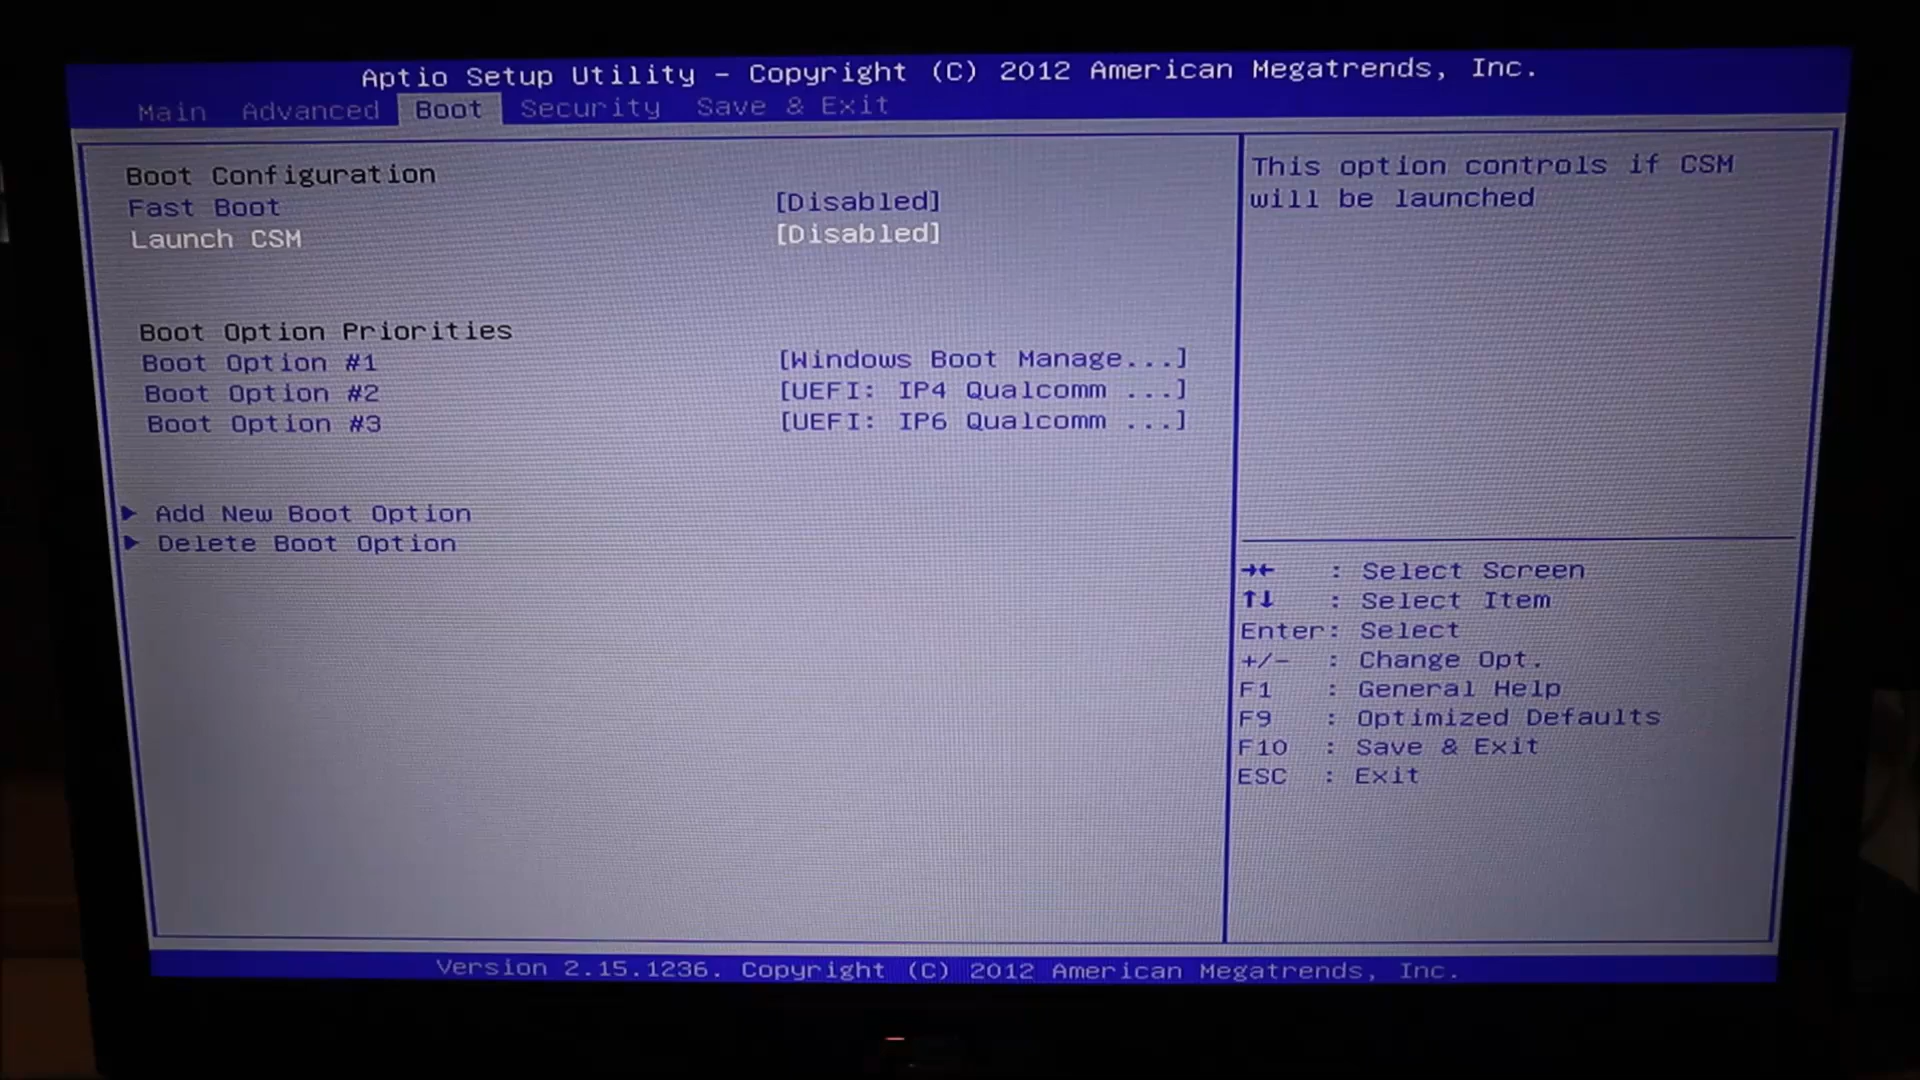 Aptio Setup Utility - Copyright (C) 2012 American Megatrends, Inc.
Main Advanced Boot Security Save & Exit
Boot Configuration
Fast Boot [Disabled]
Launch CSM [Disabled]
Boot Option Priorities
Boot Option #1 [Windows Boot Manage...]
Boot Option #2 [UEFI: IP4 Qualcomm ...]
Boot Option #3 [UEFI: IP6 Qualcomm ...]
Add New Boot Option
Delete Boot Option
This option controls if CSM
will be launched
→← : Select Screen
↑↓ : Select Item
Enter: Select
+/- : Change Opt.
F1 : General Help
F9 : Optimized Defaults
F10 : Save & Exit
ESC : Exit
Version 2.15.1236. Copyright (C) 2012 American Megatrends, Inc.